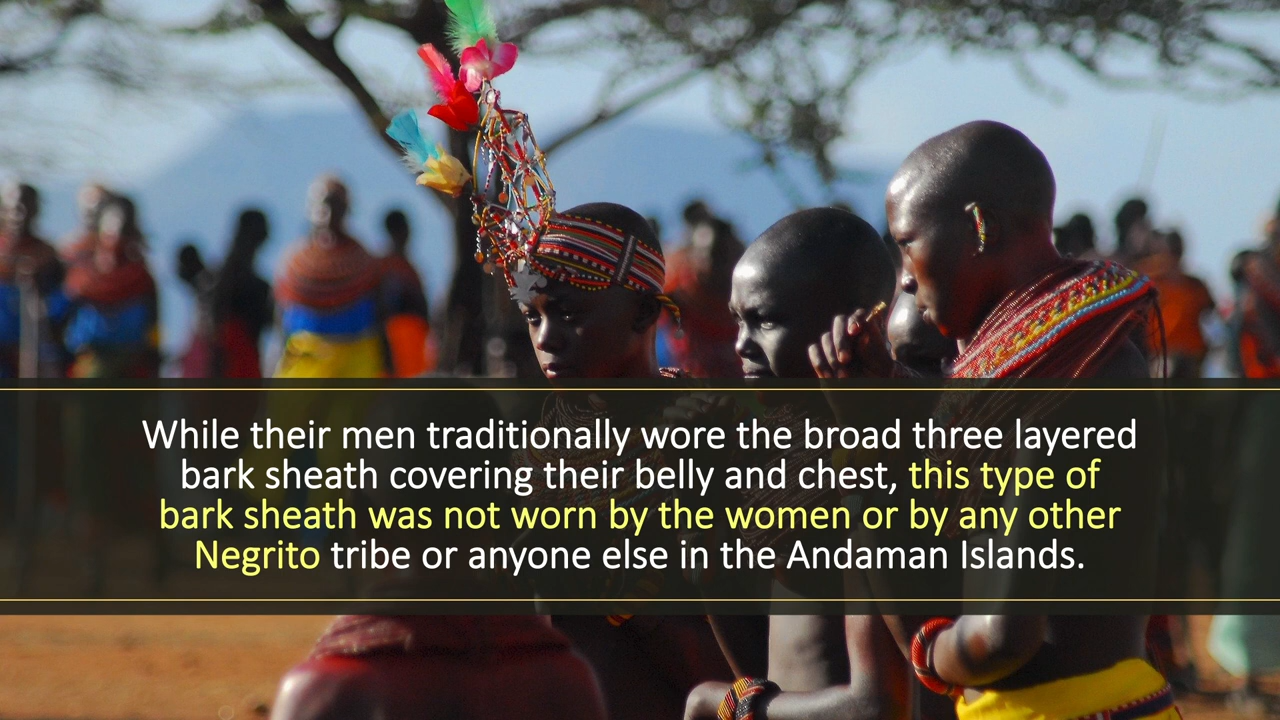 While their men traditionally wore the broad three layered
bark sheath covering their belly and chest, this type of
bark sheath was not worn by the women or by any other
Negrito tribe or anyone else in the Andaman Islands.